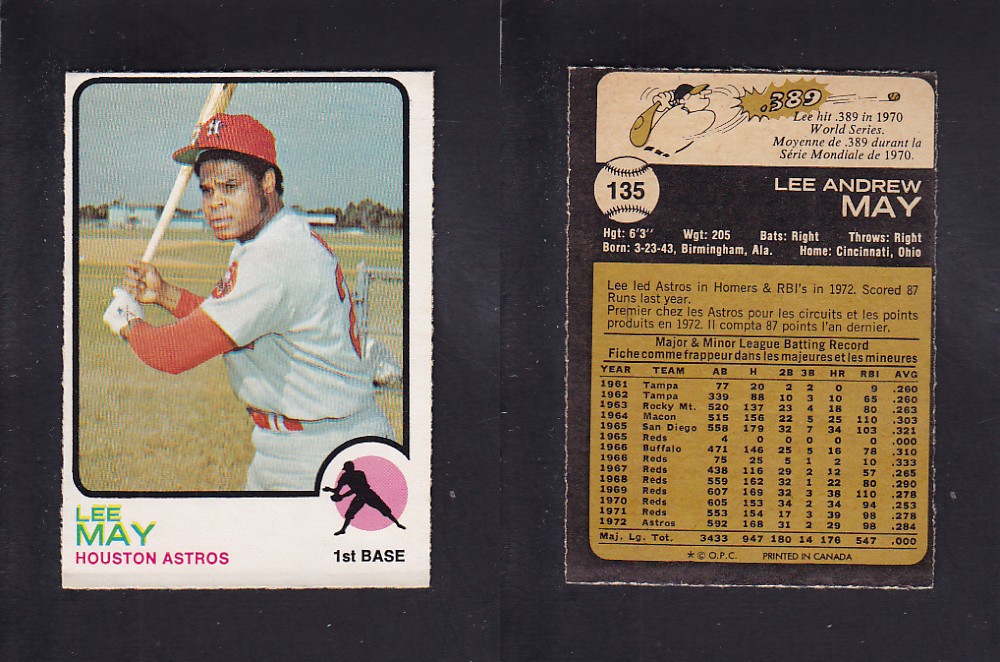 H
LEE
MAY
HOUSTON ASTROS
1st BASE
.389
Lee hit .389 in 1970
World Series.
Moyenne de .389 durant la
Série Mondiale de 1970.
135
LEE ANDREW
MAY
Hgt: 6'3" Wgt: 205 Bats: Right Throws: Right
Born: 3-23-43, Birmingham, Ala. Home: Cincinnati, Ohio
Lee led Astros in Homers & RBI's in 1972. Scored 87
Runs last year.
Premier chez les Astros pour les circuits et les points
produits en 1972. Il compta 87 points l'an dernier.
Major & Minor League Batting Record
Fiche comme frappeur dans les majeures et les mineures
YEAR TEAM AB H 2B 3B HR RBI AVG
1961 Tampa 77 20 2 2 0 9 .260
1962 Tampa 339 88 10 3 10 65 .260
1963 Rocky Mt. 520 137 23 4 18 80 .263
1964 Macon 515 156 22 5 25 110 .303
1965 San Diego 558 179 32 7 34 103 .321
1965 Reds 4 0 0 0 0 0 .000
1966 Buffalo 471 146 25 5 16 78 .310
1966 Reds 75 25 5 1 2 10 .333
1967 Reds 438 116 29 2 12 57 .265
1968 Reds 559 162 32 1 22 80 .290
1969 Reds 607 169 32 3 38 110 .278
1970 Reds 605 153 34 2 34 94 .253
1971 Reds 553 154 17 3 39 98 .278
1972 Astros 592 168 31 2 29 98 .284
Maj. Lg. Tot. 3433 947 180 14 176 547 .000
* © O.P.C. PRINTED IN CANADA